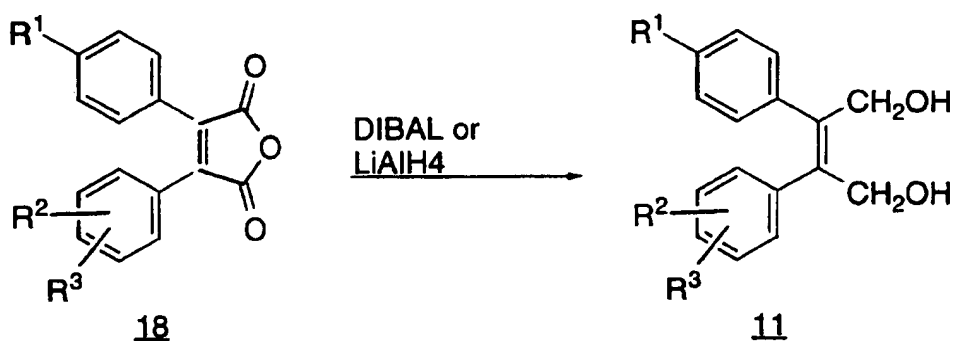 R¹
O
O
O
R²
R³
18
DIBAL or
LiAlH4
R¹
CH₂OH
CH₂OH
R²
R³
11